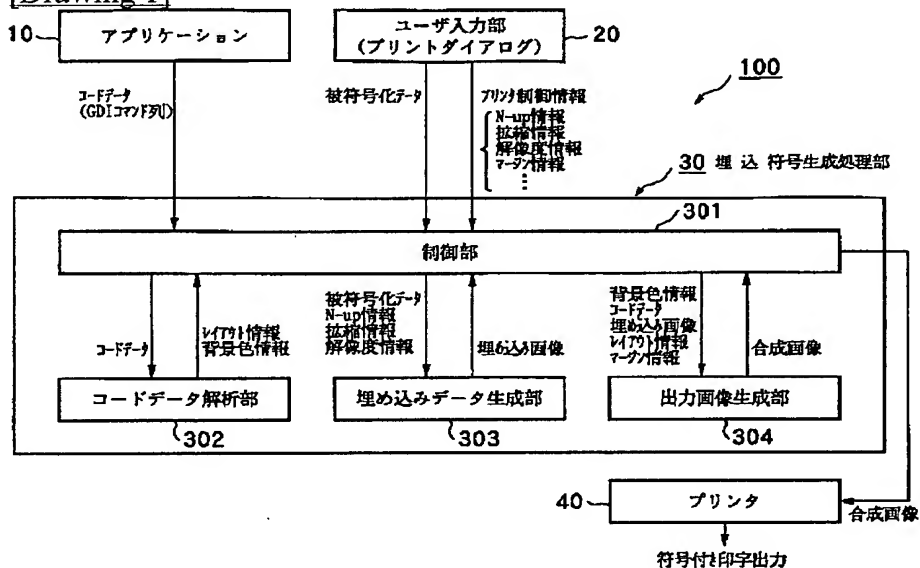 [Drawing 1]
10 アプリケーション
ユーザ入力部
(プリントダイアログ) 20
100
コードデータ
(GDIコマンド列)
被符号化データ
プリンタ制御情報
N-up情報
拡縮情報
解像度情報
マージン情報
⋮
30 埋 込 符号生成処理部
301
制御部
コードデータ
レイアウト情報
背景色情報
被符号化データ
N-up情報
拡縮情報
解像度情報
埋め込み画像
背景色情報
コードデータ
埋め込み画像
レイアウト情報
マージン情報
合成画像
コードデータ解析部
302
埋め込みデータ生成部
303
出力画像生成部
304
40 プリンタ
合成画像
符号付き印字出力